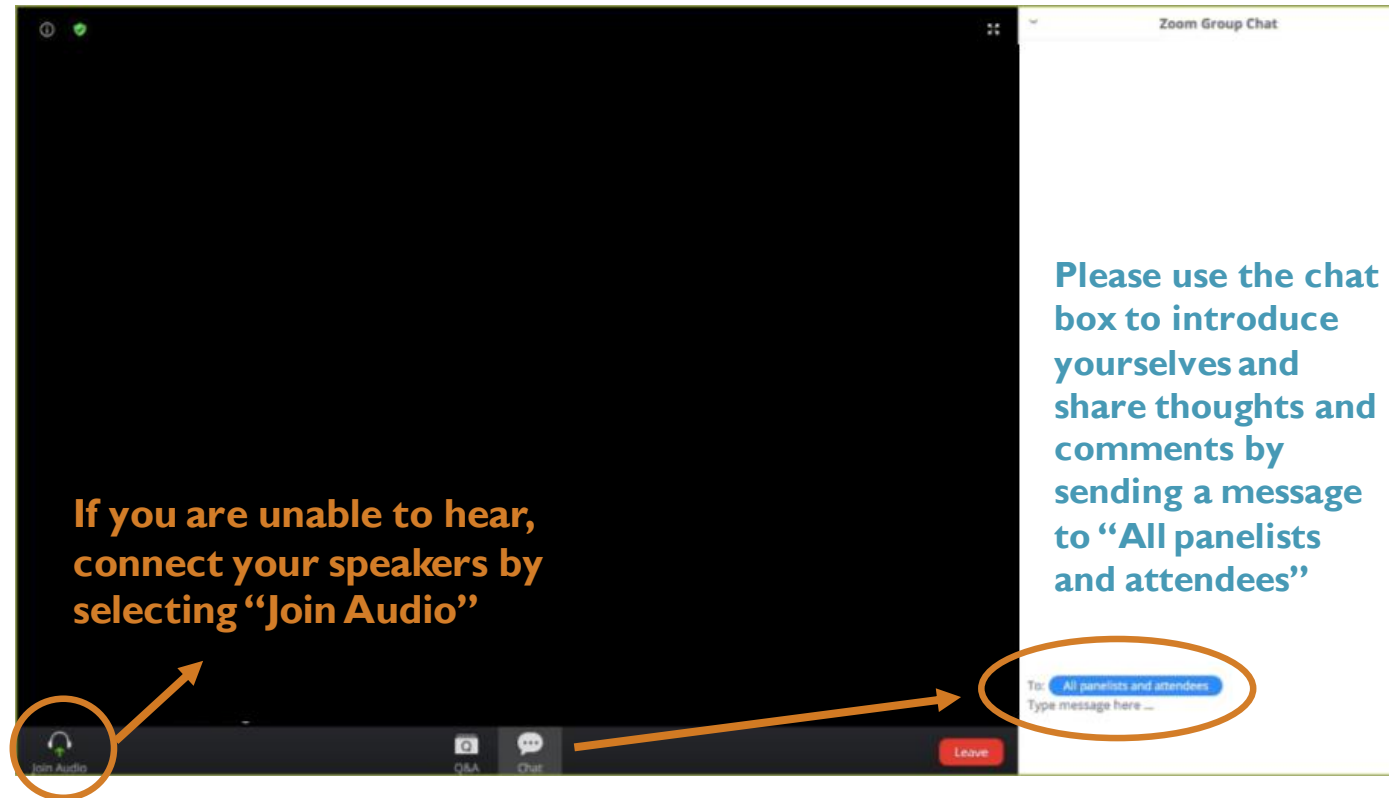 Zoom Group Chat
Please use the chat
box to introduce
yourselves and
share thoughts and
comments by
sending a message
to “All panelists
and attendees”
If you are unable to hear,
connect your speakers by
selecting “Join Audio”
To: All panelists and attendees
Type message here ...
Join Audio
Q&A
Chat
Leave